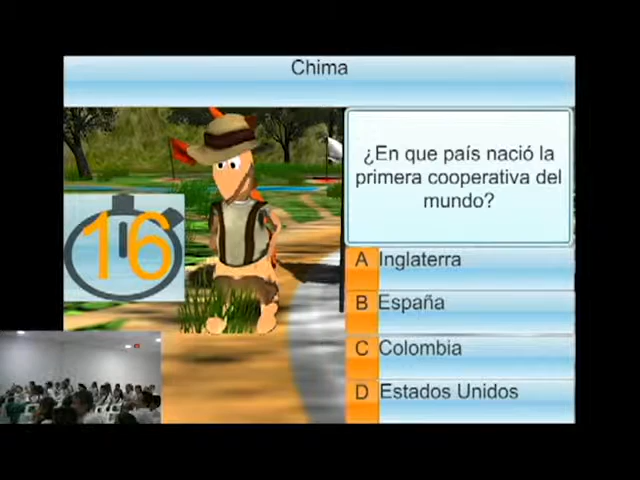 Chima
¿En que país nació la
primera cooperativa del
mundo?
16
A Inglaterra
B España
C Colombia
D Estados Unidos